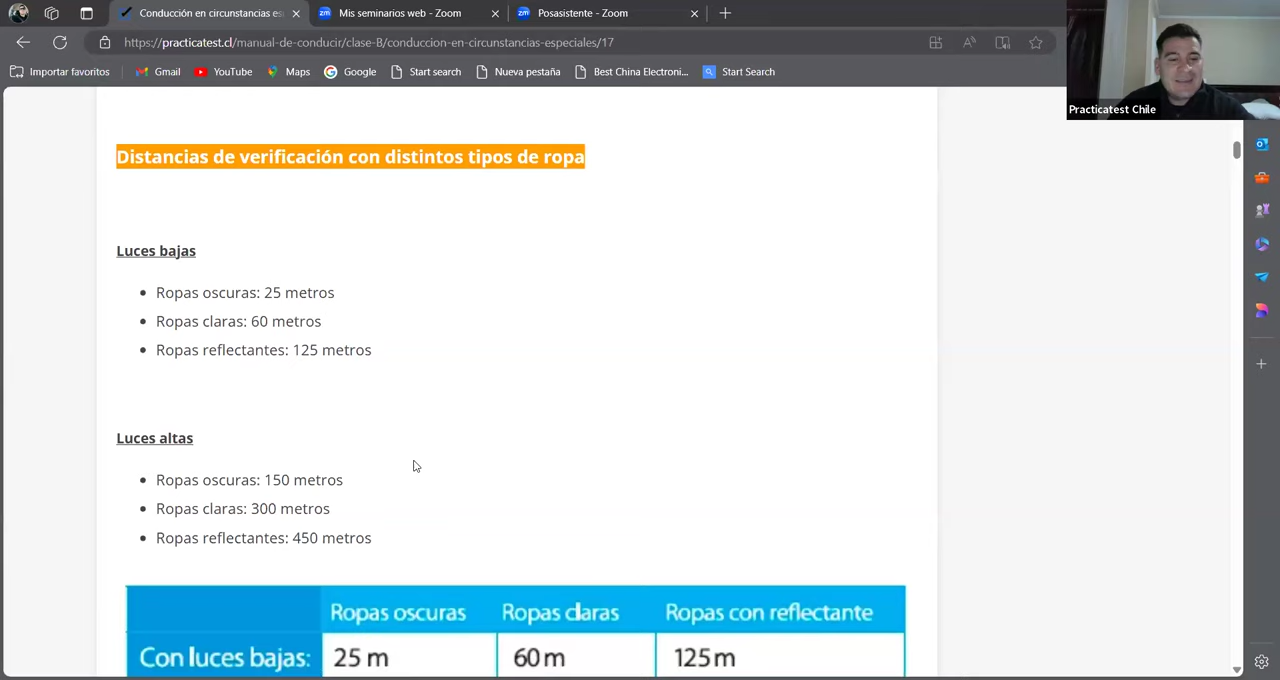 Conducción en circunstancias es
zm Mis seminarios web - Zoom
zm Posasistente - Zoom
https://practicatest.cl/manual-de-conducir/clase-B/conduccion-en-circunstancias-especiales/17
Importar favoritos
Gmail
YouTube
Maps
Google
Start search
Nueva pestaña
Best China Electroni...
Start Search
Practicatest Chile
Distancias de verificación con distintos tipos de ropa
Luces bajas
Ropas oscuras: 25 metros
Ropas claras: 60 metros
Ropas reflectantes: 125 metros
Luces altas
Ropas oscuras: 150 metros
Ropas claras: 300 metros
Ropas reflectantes: 450 metros
Ropas oscuras Ropas claras Ropas con reflectante
Con luces bajas: 25 m 60 m 125 m